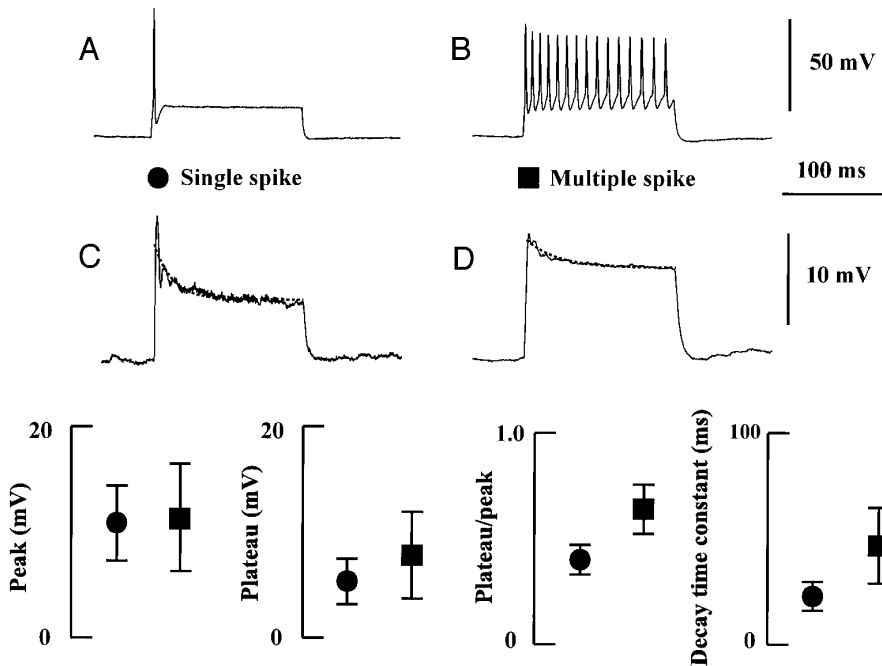 A
B
50 mV
Single spike
Multiple spike
100 ms
C
D
10 mV
20
Peak (mV)
0
20
Plateau (mV)
0
1.0
Plateau/peak
0
100
Decay time constant (ms)
0